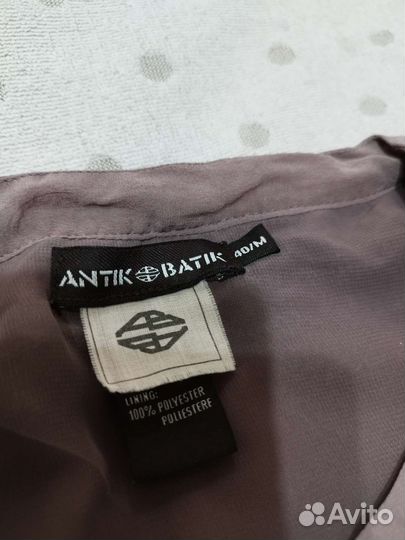 ANTIK BATIK 40/M
LINING:
100% POLYESTER
POLIESTERE
Avito